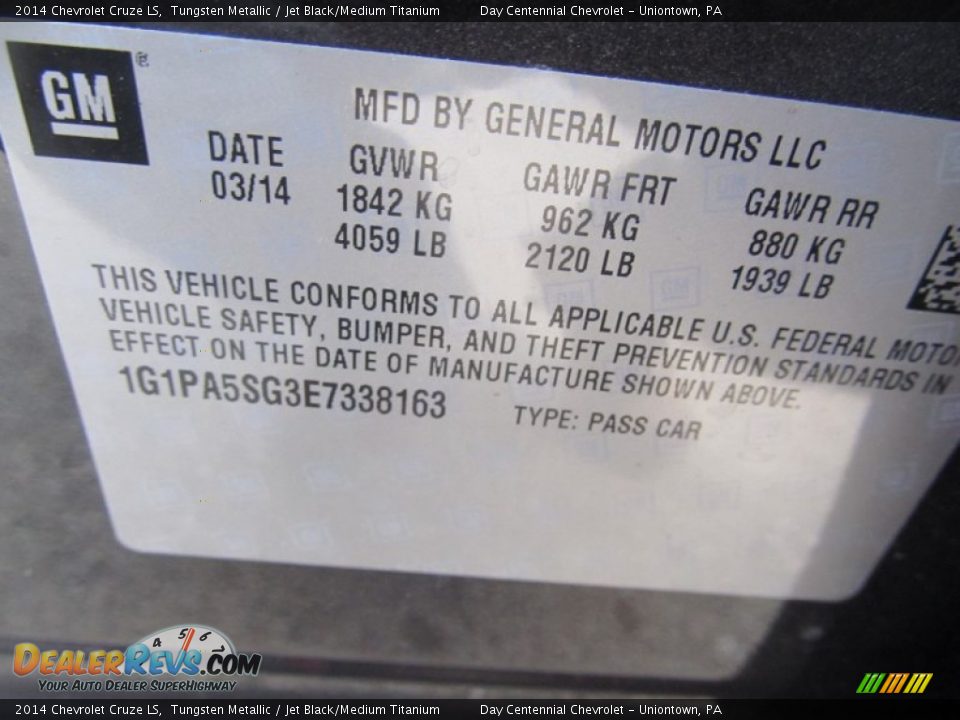 2014 Chevrolet Cruze LS, Tungsten Metallic / Jet Black/Medium Titanium Day Centennial Chevrolet - Uniontown, PA
GM ®
MFD BY GENERAL MOTORS LLC
DATE GVWR GAWR FRT GAWR RR
03/14 1842 KG 962 KG 880 KG
4059 LB 2120 LB 1939 LB
THIS VEHICLE CONFORMS TO ALL APPLICABLE U.S. FEDERAL MOTO
VEHICLE SAFETY, BUMPER, AND THEFT PREVENTION STANDARDS IN
EFFECT ON THE DATE OF MANUFACTURE SHOWN ABOVE.
1G1PA5SG3E7338163 TYPE: PASS CAR
4 5 6
DEALERREVS.COM
YOUR AUTO DEALER SUPERHIGHWAY
2014 Chevrolet Cruze LS, Tungsten Metallic / Jet Black/Medium Titanium Day Centennial Chevrolet - Uniontown, PA